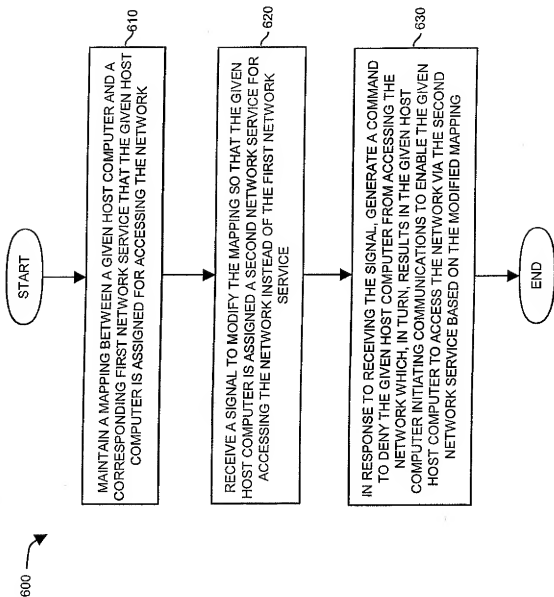 600
START
MAINTAIN A MAPPING BETWEEN A GIVEN HOST COMPUTER AND A
CORRESPONDING FIRST NETWORK SERVICE THAT THE GIVEN HOST
COMPUTER IS ASSIGNED FOR ACCESSING THE NETWORK
610
RECEIVE A SIGNAL TO MODIFY THE MAPPING SO THAT THE GIVEN
HOST COMPUTER IS ASSIGNED A SECOND NETWORK SERVICE FOR
ACCESSING THE NETWORK INSTEAD OF THE FIRST NETWORK
SERVICE
620
IN RESPONSE TO RECEIVING THE SIGNAL, GENERATE A COMMAND
TO DENY THE GIVEN HOST COMPUTER FROM ACCESSING THE
NETWORK WHICH, IN TURN, RESULTS IN THE GIVEN HOST
COMPUTER INITIATING COMMUNICATIONS TO ENABLE THE GIVEN
HOST COMPUTER TO ACCESS THE NETWORK VIA THE SECOND
NETWORK SERVICE BASED ON THE MODIFIED MAPPING
630
END